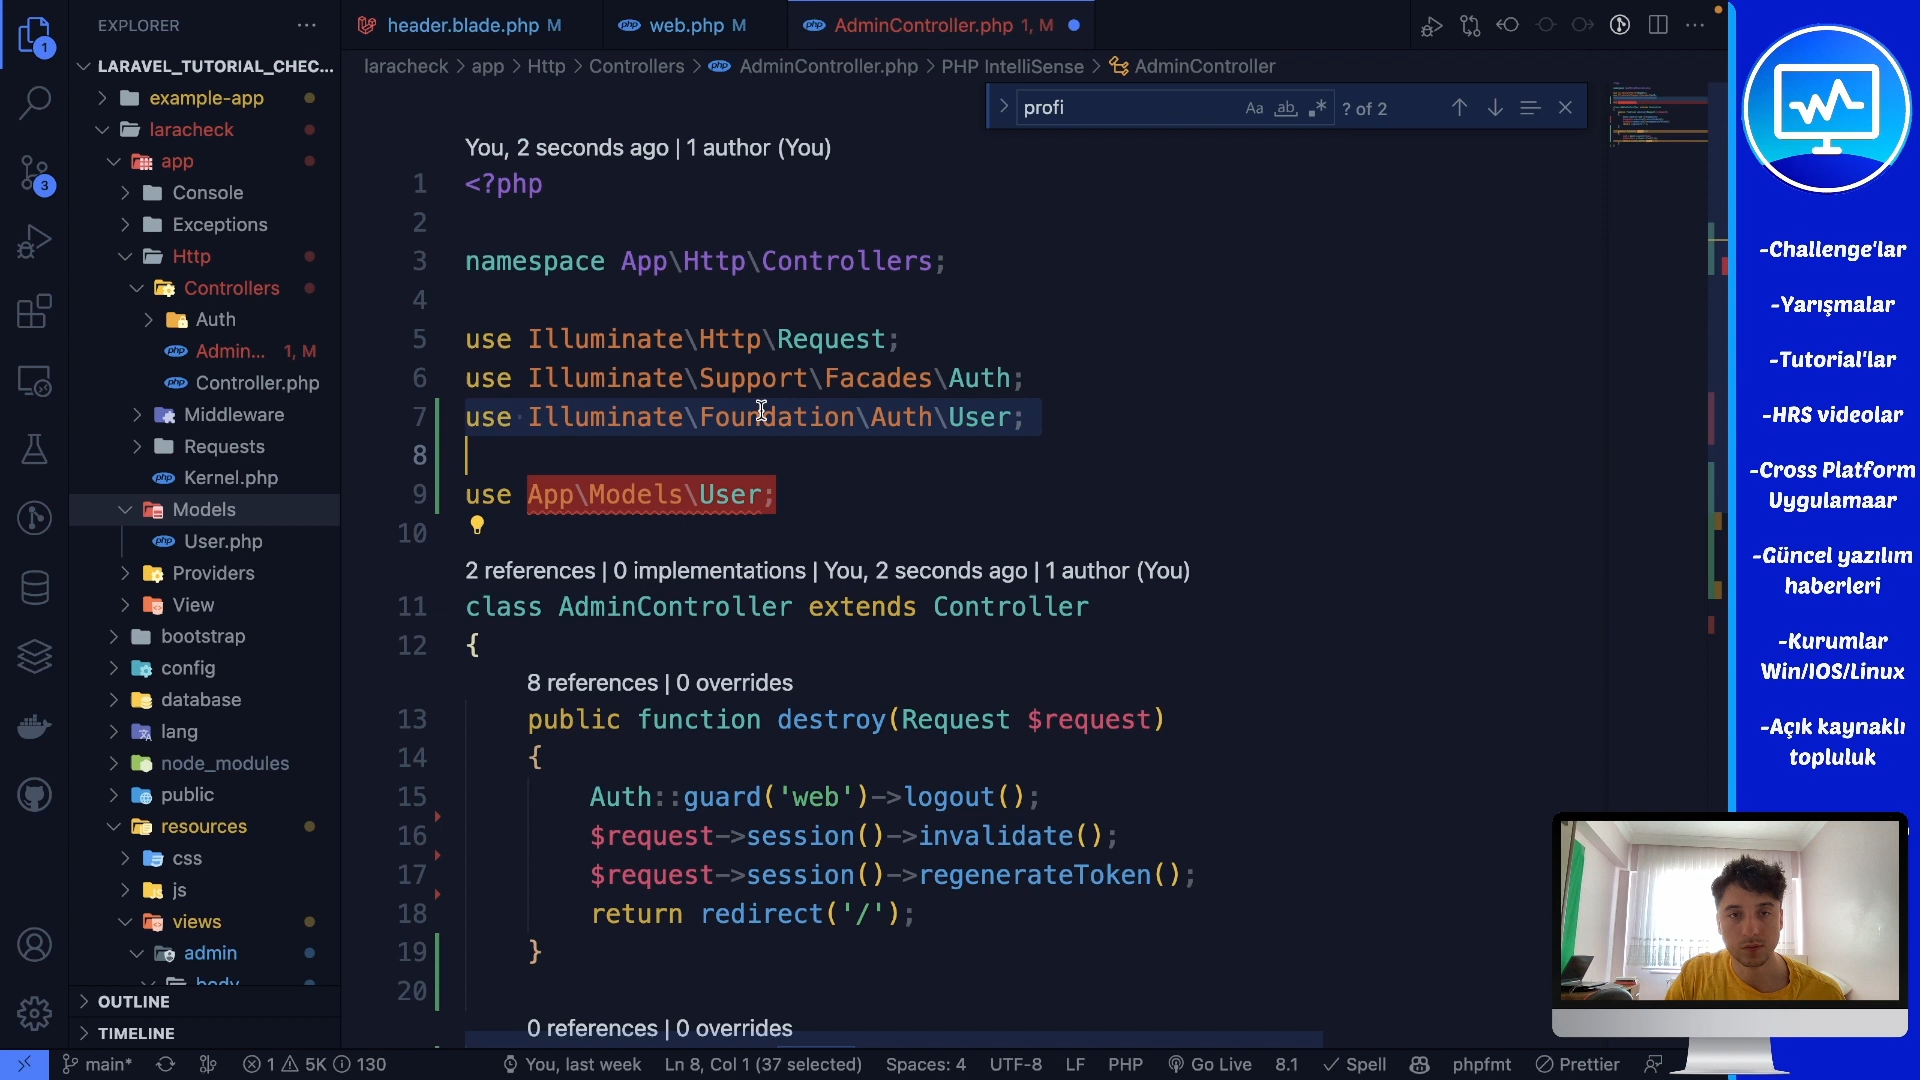 EXPLORER
LARAVEL_TUTORIAL_CHEC...
example-app
laracheck
app
Console
Exceptions
Http
Controllers
Auth
Admin... 1, M
Controller.php
Middleware
Requests
Kernel.php
Models
User.php
Providers
View
bootstrap
config
database
lang
node_modules
public
resources
css
js
views
admin
body
OUTLINE
TIMELINE
1
3
header.blade.php M
web.php M
AdminController.php 1, M
laracheck > app > Http > Controllers > AdminController.php > PHP IntelliSense > AdminController
profi Aa ab ? of 2
You, 2 seconds ago | 1 author (You)
1 <?php
2
3 namespace App\Http\Controllers;
4
5 use Illuminate\Http\Request;
6 use Illuminate\Support\Facades\Auth;
7 use Illuminate\Foundation\Auth\User;
8
9 use App\Models\User;
10
2 references | 0 implementations | You, 2 seconds ago | 1 author (You)
11 class AdminController extends Controller
12 {
8 references | 0 overrides
13 public function destroy(Request $request)
14 {
15 Auth::guard('web')->logout();
16 $request->session()->invalidate();
17 $request->session()->regenerateToken();
18 return redirect('/');
19 }
20
0 references | 0 overrides
main* 1 5K 130 You, last week Ln 8, Col 1 (37 selected) Spaces: 4 UTF-8 LF PHP Go Live 8.1 Spell phpfmt Prettier
-Challenge'lar
-Yarışmalar
-Tutorial'lar
-HRS videolar
-Cross Platform
Uygulamaar
-Güncel yazılım
haberleri
-Kurumlar
Win/IOS/Linux
-Açık kaynaklı
topluluk